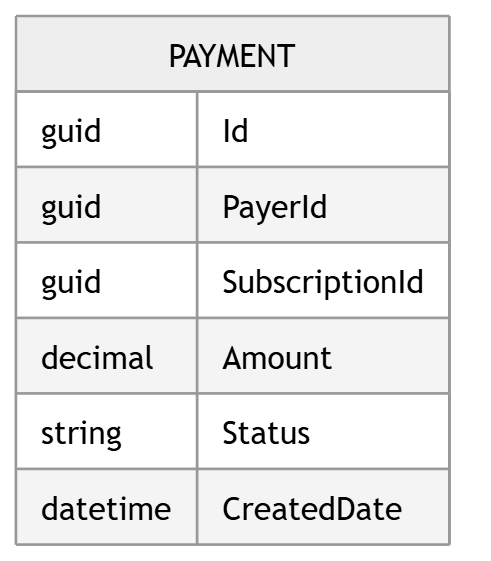 PAYMENT
guid Id
guid PayerId
guid SubscriptionId
decimal Amount
string Status
datetime CreatedDate